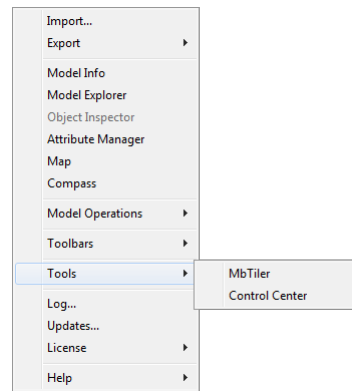 Import...
Export
Model Info
Model Explorer
Object Inspector
Attribute Manager
Map
Compass
Model Operations
Toolbars
Tools
MbTiler
Control Center
Log...
Updates...
License
Help